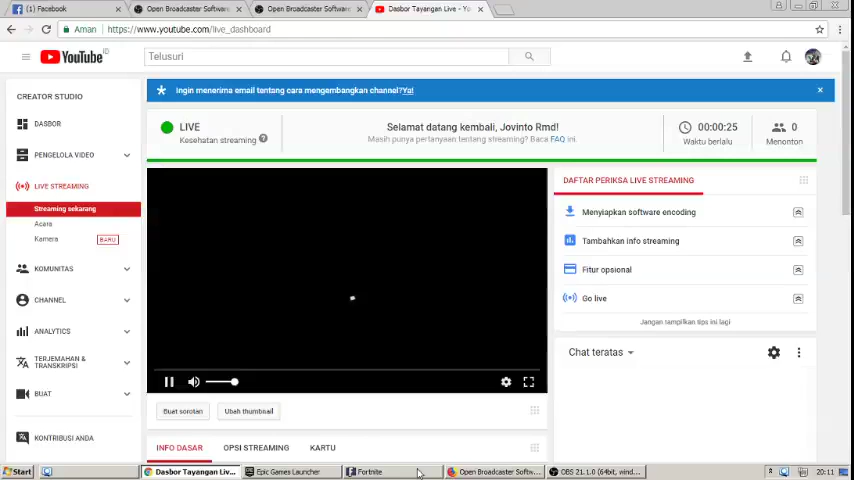 (1) Facebook
Open Broadcaster Softwar
Open Broadcaster Softwar
Dasbor Tayangan Live - Yo
Aman
https://www.youtube.com/live_dashboard
YouTube ID
Telusuri
CREATOR STUDIO
DASBOR
PENGELOLA VIDEO
LIVE STREAMING
Streaming sekarang
Acara
Kamera
BARU
KOMUNITAS
CHANNEL
ANALYTICS
TERJEMAHAN &
TRANSKRIPSI
BUAT
KONTRIBUSI ANDA
Ingin menerima email tentang cara mengembangkan channel?Ya!
LIVE
Kesehatan streaming ?
Selamat datang kembali, Jovinto Rmd!
Masih punya pertanyaan tentang streaming? Baca FAQ ini.
00:00:25
Waktu berlalu
0
Menonton
Buat sorotan
Ubah thumbnail
INFO DASAR
OPSI STREAMING
KARTU
DAFTAR PERIKSA LIVE STREAMING
Menyiapkan software encoding
Tambahkan info streaming
Fitur opsional
Go live
Jangan tampilkan tips ini lagi
Chat teratas
Start
Dasbor Tayangan Liv...
Epic Games Launcher
Fortnite
Open Broadcaster Softw...
OBS 21.1.0 (64bit, wind...
20:11